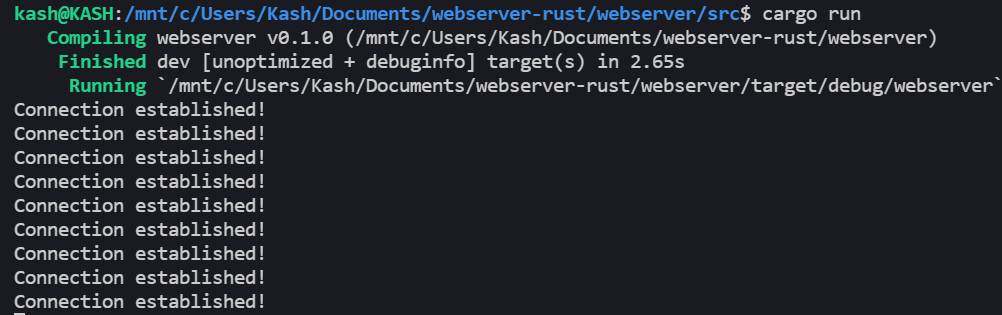 kash@KASH:/mnt/c/Users/Kash/Documents/webserver-rust/webserver/src$ cargo run
Compiling webserver v0.1.0 (/mnt/c/Users/Kash/Documents/webserver-rust/webserver)
Finished dev [unoptimized + debuginfo] target(s) in 2.65s
Running `/mnt/c/Users/Kash/Documents/webserver-rust/webserver/target/debug/webserver`
Connection established!
Connection established!
Connection established!
Connection established!
Connection established!
Connection established!
Connection established!
Connection established!
Connection established!